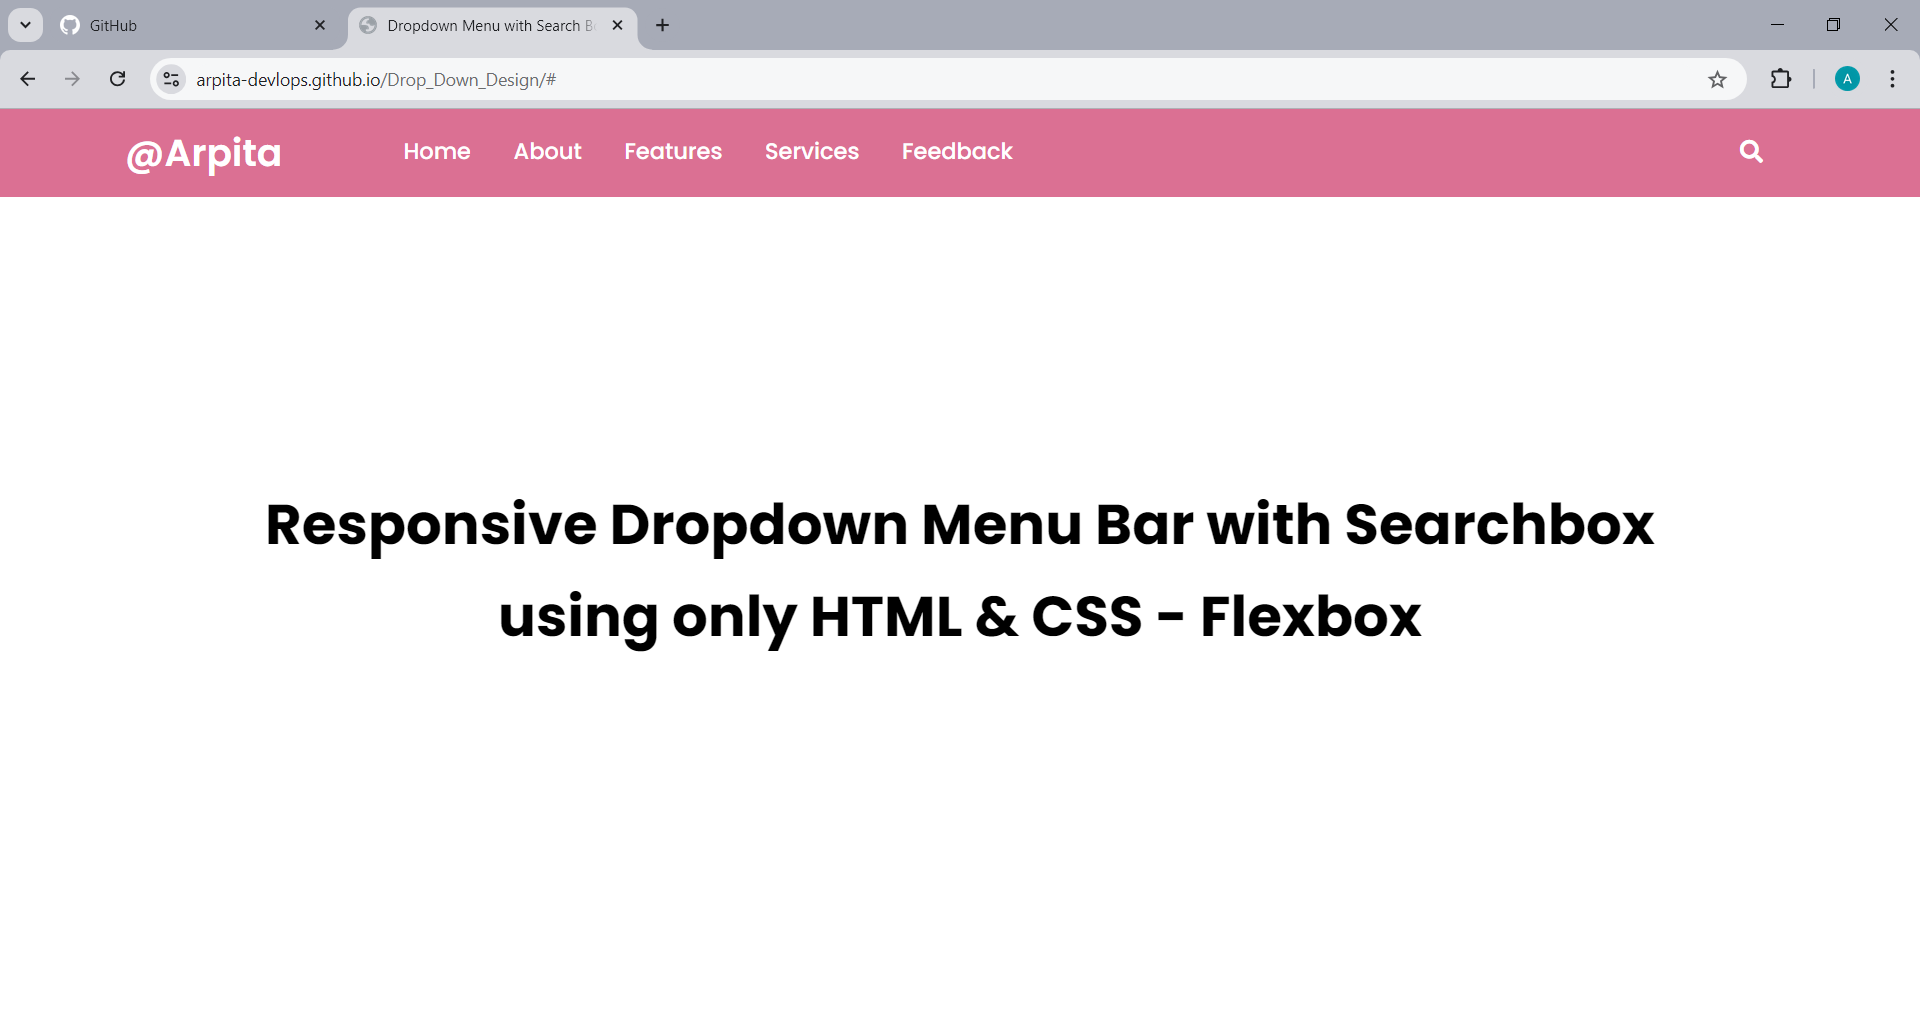 GitHub
Dropdown Menu with Search
arpita-devlops.github.io/Drop_Down_Design/#
A
@Arpita Home About Features Services Feedback
Responsive Dropdown Menu Bar with Searchbox
using only HTML & CSS - Flexbox